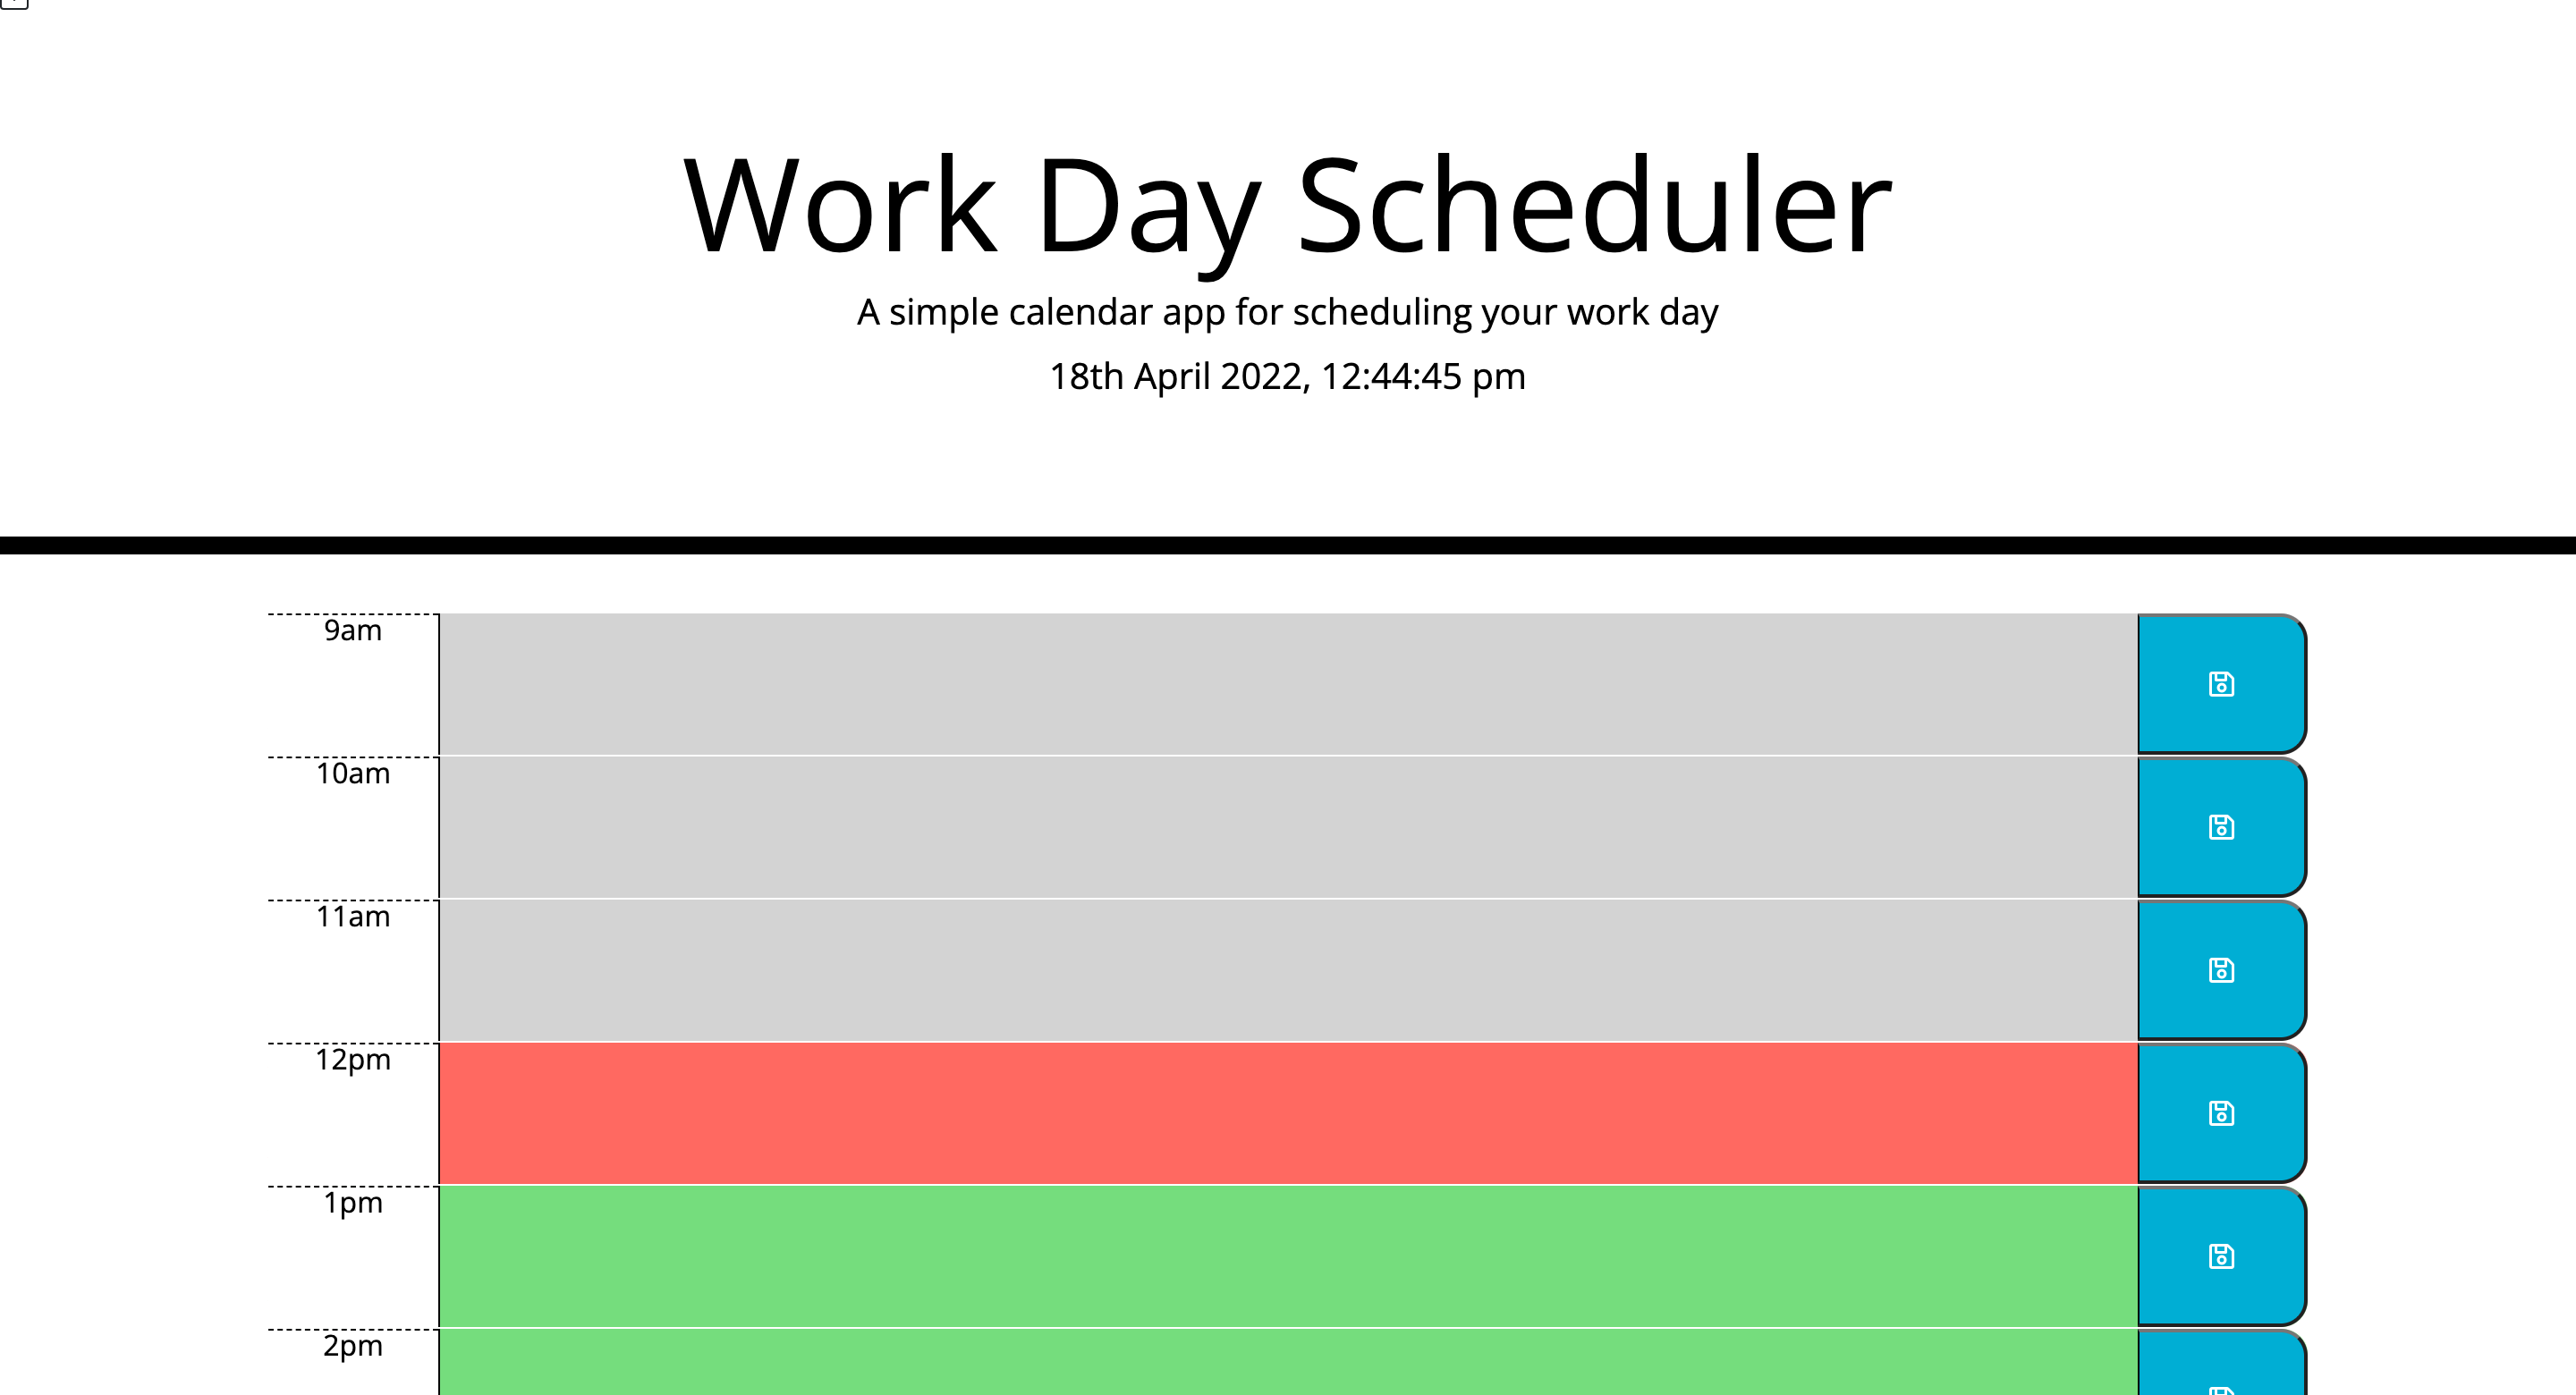 Work Day Scheduler
A simple calendar app for scheduling your work day
18th April 2022, 12:44:45 pm
9am
10am
11am
12pm
1pm
2pm